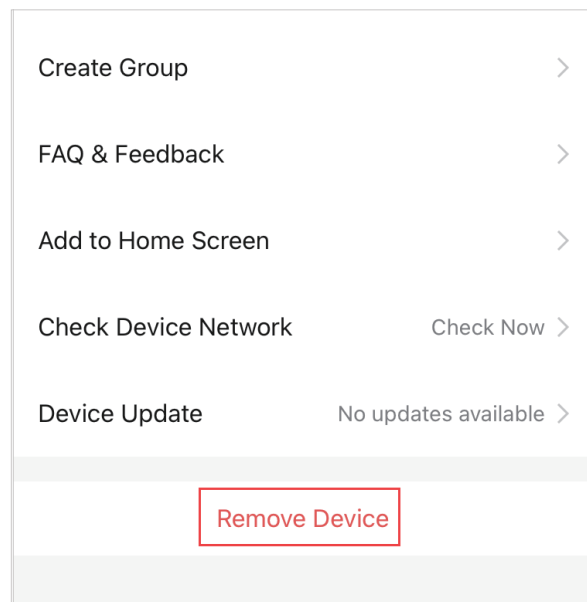 Create Group
FAQ & Feedback
Add to Home Screen
Check Device Network Check Now
Device Update No updates available
Remove Device